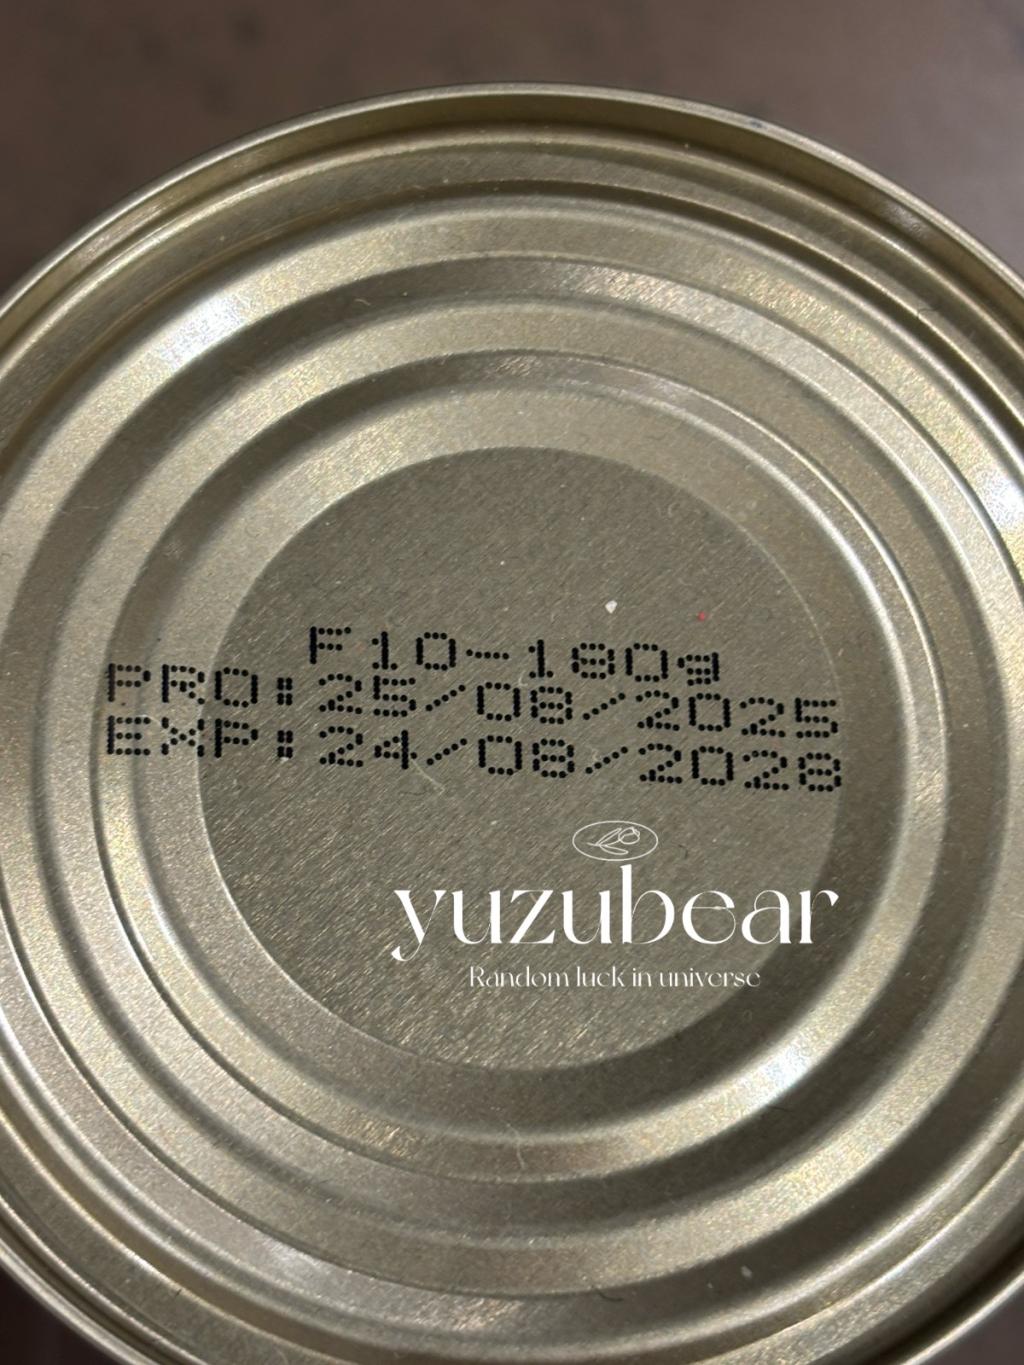 F10-180g
PRO:25/08/2025
EXP:24/08/2028
yuzubear
Random luck in universe